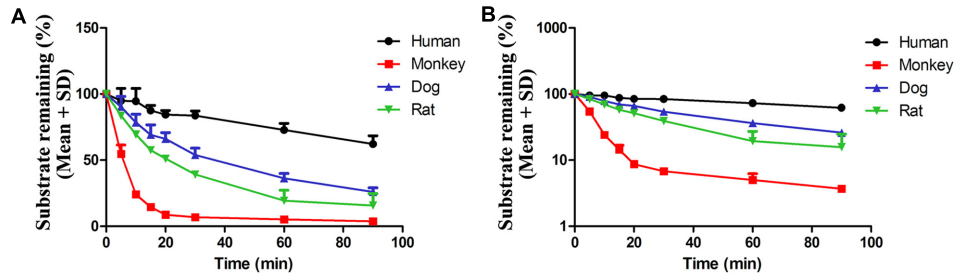 A
Substrate remaining (%)
(Mean + SD)
150
100
50
0
0
20
40
60
80
100
Time (min)
Human
Monkey
Dog
Rat
B
Substrate remaining (%)
(Mean + SD)
1000
100
10
1
0
20
40
60
80
100
Time (min)
Human
Monkey
Dog
Rat